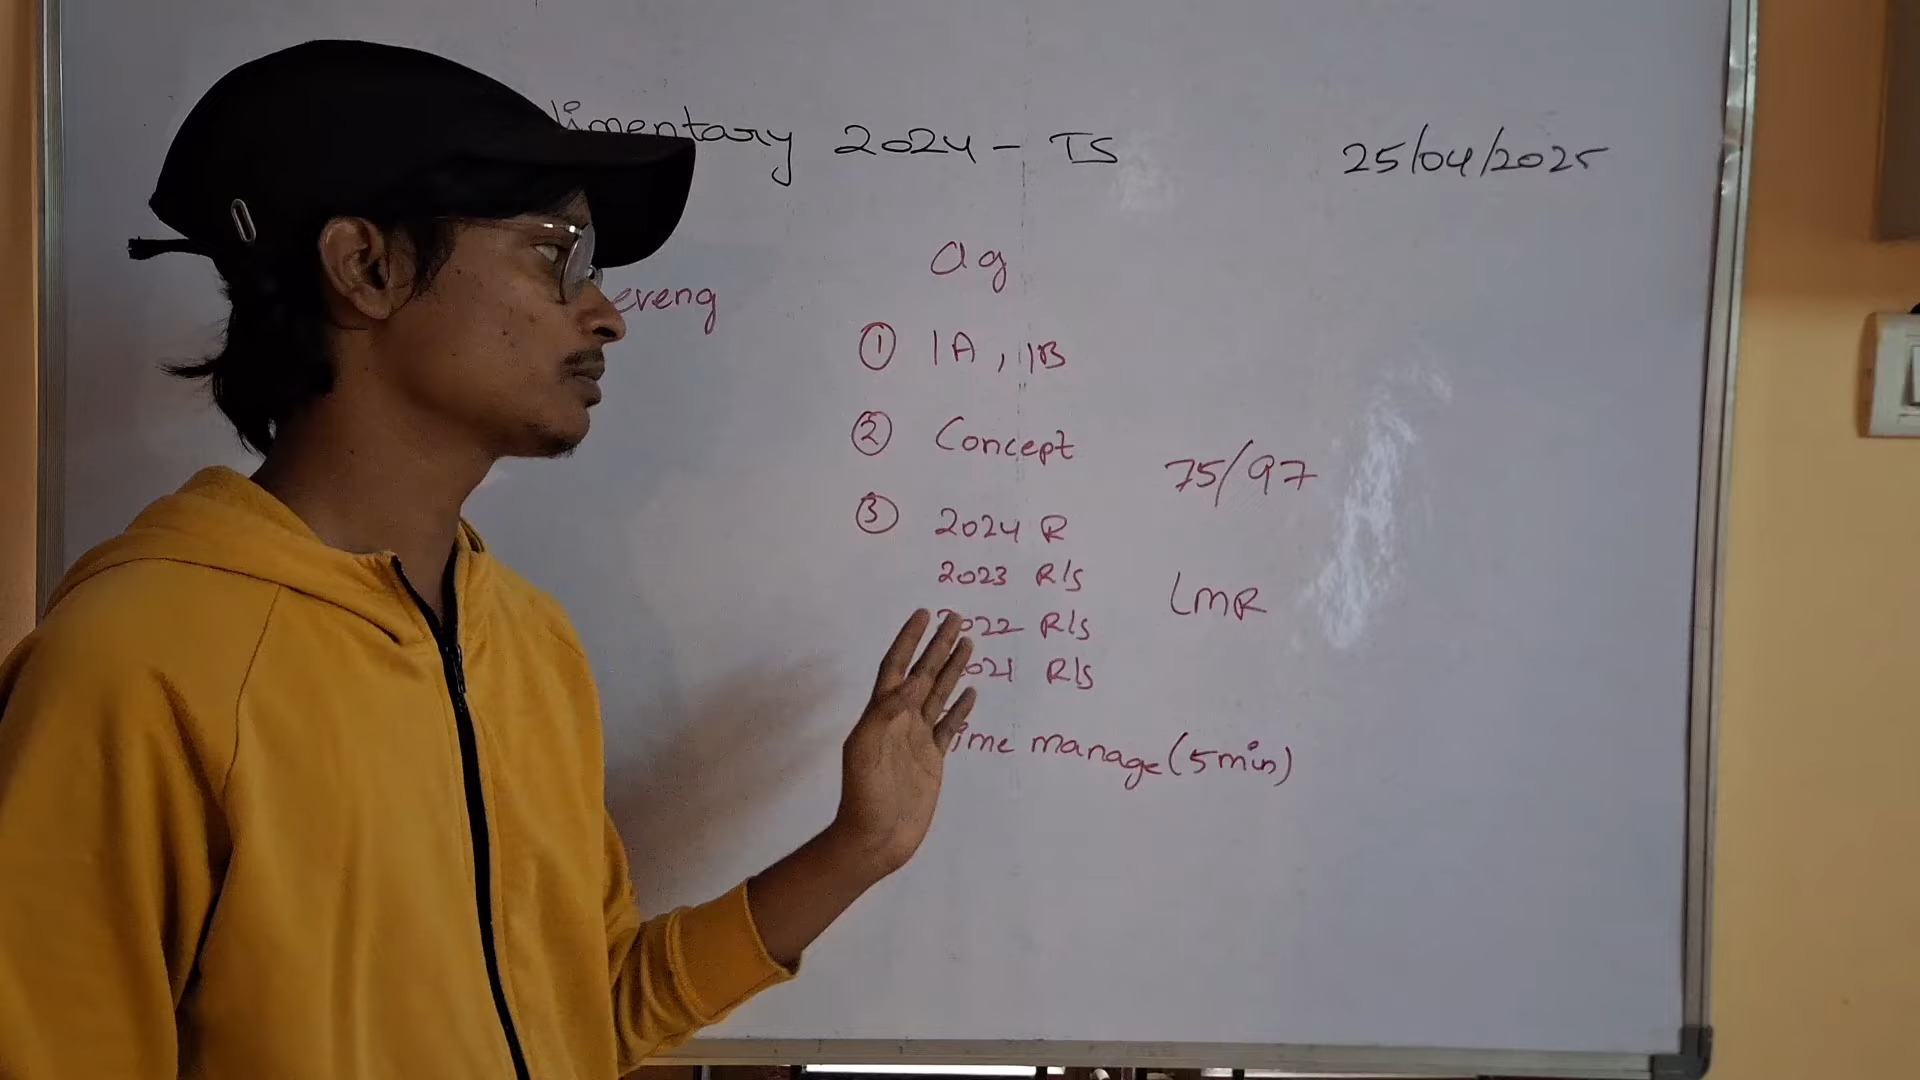 limentary 2024 - TS 25/04/2025
ag
ereng
① 1A, 1B
② Concept
75/97
③ 2024 R
2023 R/S
LMR
2022 R/S
2021 R/S
ime manage (5min)